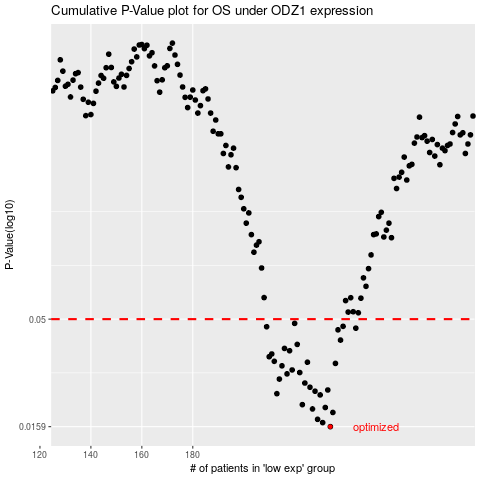 Cumulative P-Value plot for OS under ODZ1 expression
P-Value(log10)
0.05
0.0159
optimized
120 140 160 180
# of patients in 'low exp' group